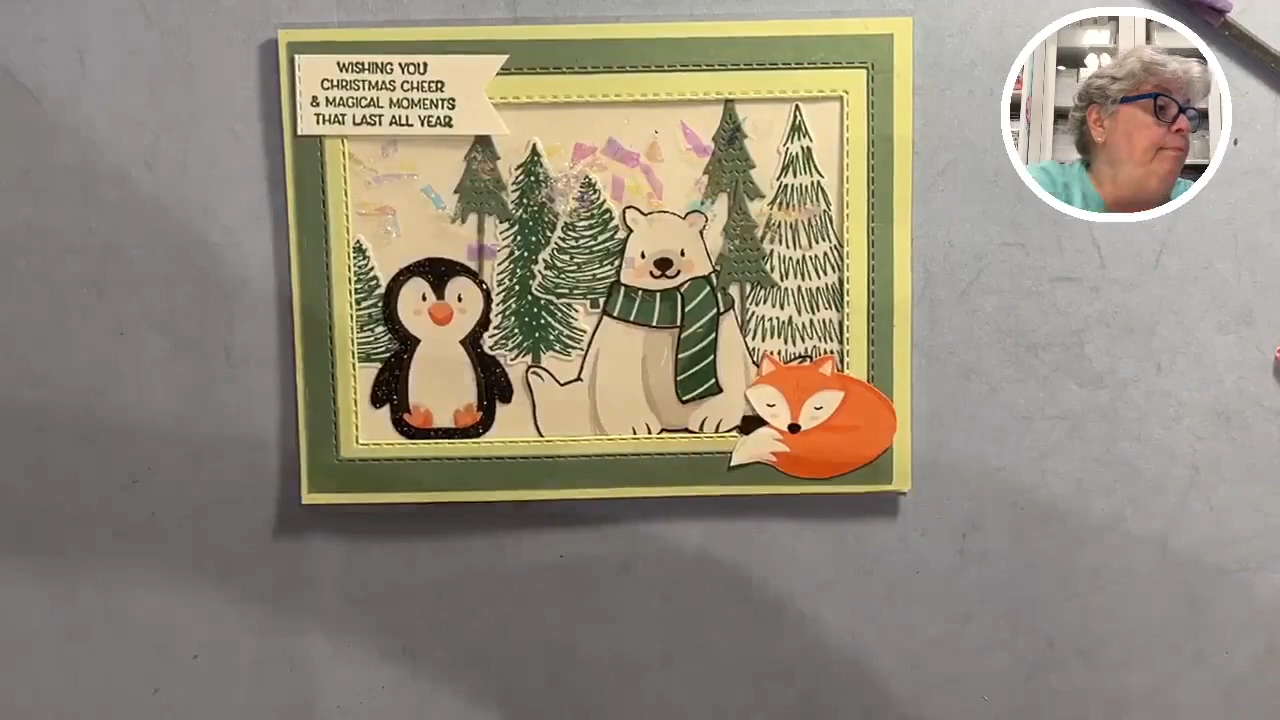 WISHING YOU
CHRISTMAS CHEER
& MAGICAL MOMENTS
THAT LAST ALL YEAR